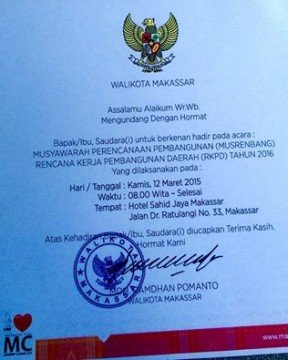 WALIKOTA MAKASSAR
Assalamu Alaikum Wr.Wb.
Mengundang Dengan Hormat
Bapak/Ibu, Saudara(i) untuk berkenan hadir pada acara :
MUSYAWARAH PERENCANAAN PEMBANGUNAN (MUSRENBANG)
RENCANA KERJA PEMBANGUNAN DAERAH (RKPD) TAHUN 2016
Yang dilaksanakan pada :
Hari / Tanggal : Kamis, 12 Maret 2015
Waktu : 08.00 Wita – Selesai
Tempat : Hotel Sahid Jaya Makassar
Jalan Dr. Ratulangi No. 33, Makassar
Atas Kehadiran Bapak/Ibu, Saudara(i) diucapkan Terima Kasih.
Hormat Kami
WALIKOTA
MAKASSAR
RAMDHAN POMANTO
WALIKOTA MAKASSAR
I
MC